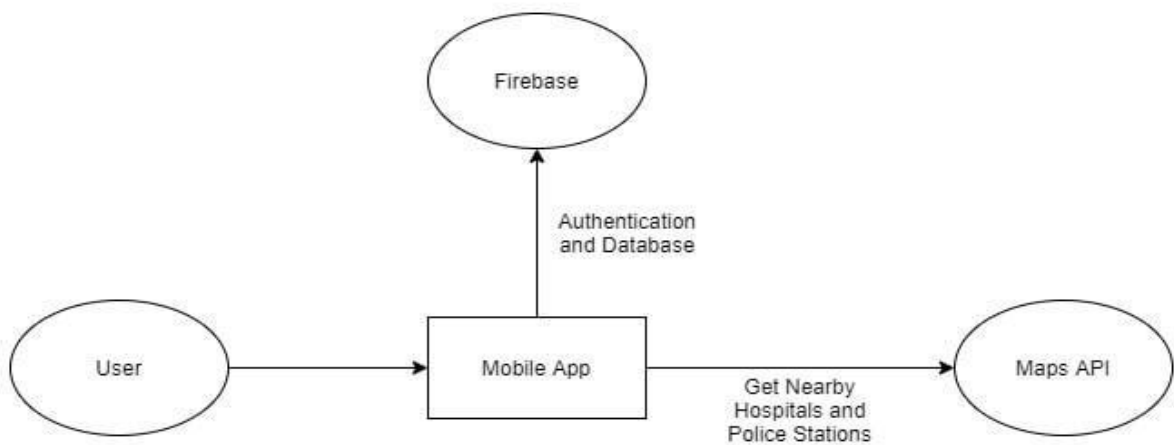 Firebase
Authentication
and Database
User
Mobile App
Maps API
Get Nearby
Hospitals and
Police Stations